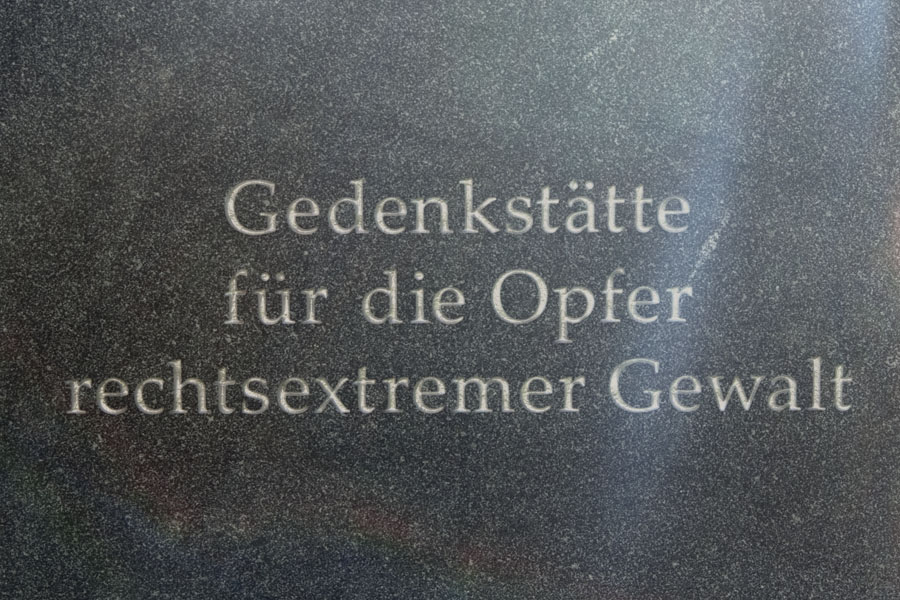 Gedenkstätte
für die Opfer
rechtsextremer Gewalt